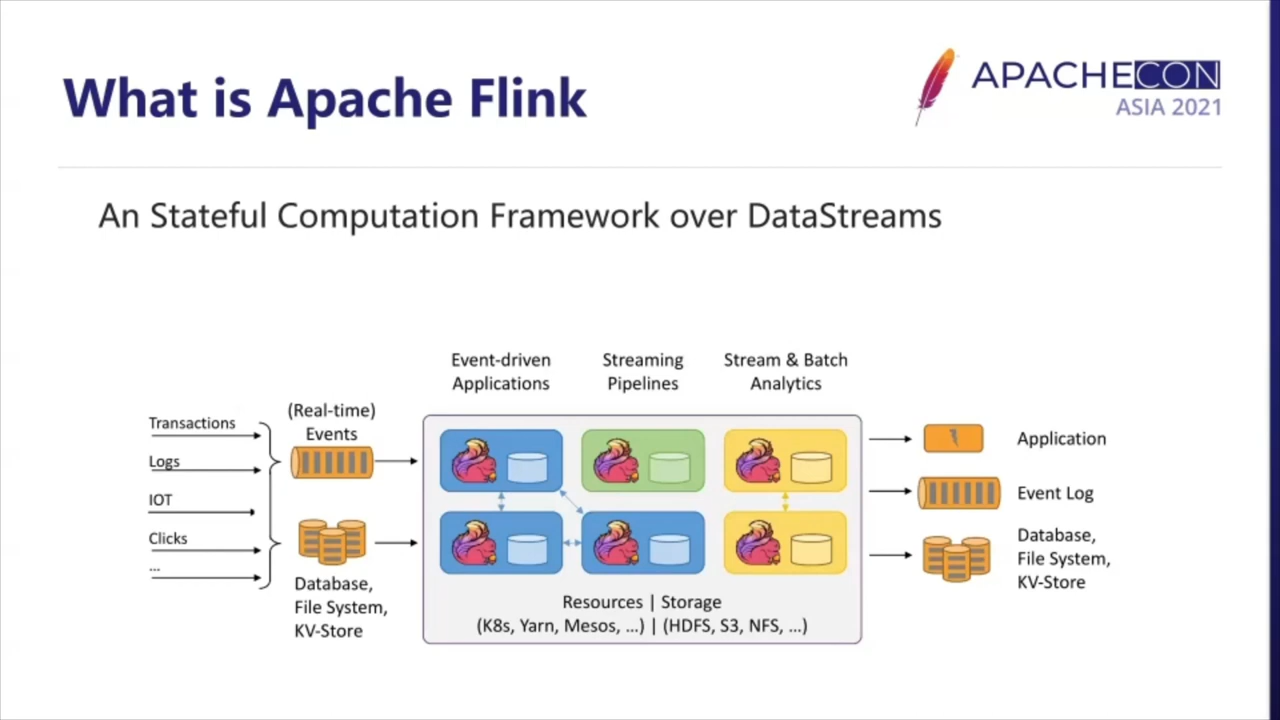 What is Apache Flink
APACHECON
ASIA 2021
An Stateful Computation Framework over DataStreams
Event-driven
Applications
Streaming
Pipelines
Stream & Batch
Analytics
Transactions
Logs
IOT
Clicks
...
(Real-time)
Events
Database,
File System,
KV-Store
Resources | Storage
(K8s, Yarn, Mesos, ...) | (HDFS, S3, NFS, ...)
Application
Event Log
Database,
File System,
KV-Store